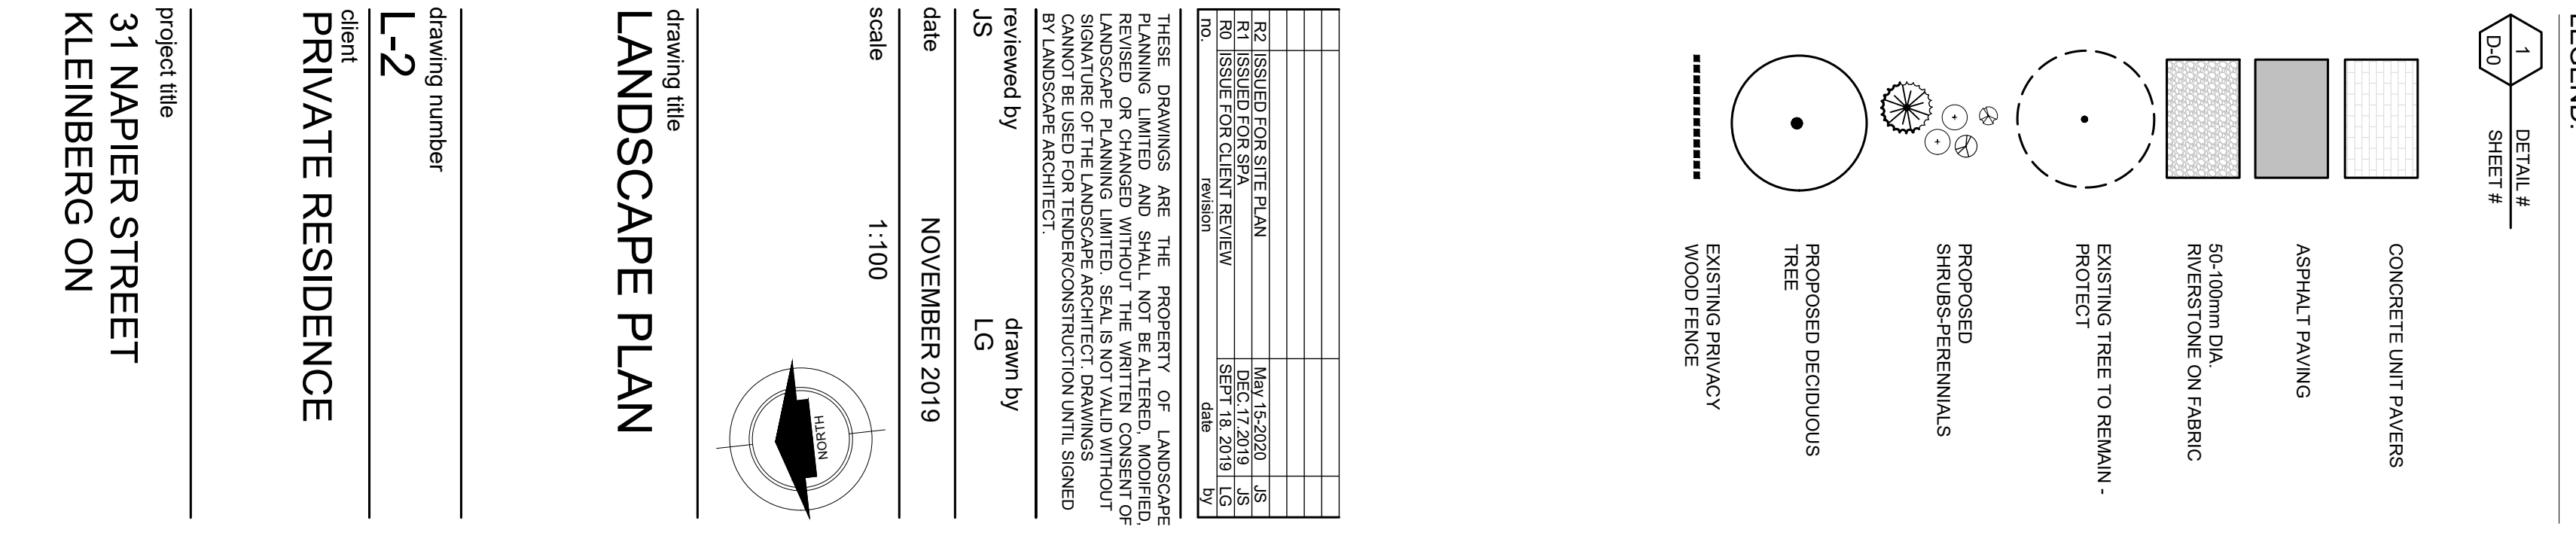 LEGEND:
1
D-0
DETAIL #
SHEET #
CONCRETE UNIT PAVERS
ASPHALT PAVING
50-100mm DIA.
RIVERSTONE ON FABRIC
EXISTING TREE TO REMAIN -
PROTECT
PROPOSED
SHRUBS-PERENNIALS
PROPOSED DECIDUOUS
TREE
EXISTING PRIVACY
WOOD FENCE
R2 ISSUED FOR SITE PLAN May 15-2020 JS
R1 ISSUED FOR SPA DEC.17.2019 JS
R0 ISSUE FOR CLIENT REVIEW SEPT 18. 2019 LG
no. revision date by
THESE DRAWINGS ARE THE PROPERTY OF LANDSCAPE
PLANNING LIMITED AND SHALL NOT BE ALTERED, MODIFIED,
REVISED OR CHANGED WITHOUT THE WRITTEN CONSENT OF
LANDSCAPE PLANNING LIMITED. SEAL IS NOT VALID WITHOUT
SIGNATURE OF THE LANDSCAPE ARCHITECT. DRAWINGS
CANNOT BE USED FOR TENDER/CONSTRUCTION UNTIL SIGNED
BY LANDSCAPE ARCHITECT.
reviewed by drawn by
JS LG
date NOVEMBER 2019
scale 1:100
NORTH
drawing title
LANDSCAPE PLAN
drawing number
L-2
client
PRIVATE RESIDENCE
project title
31 NAPIER STREET
KLEINBERG ON